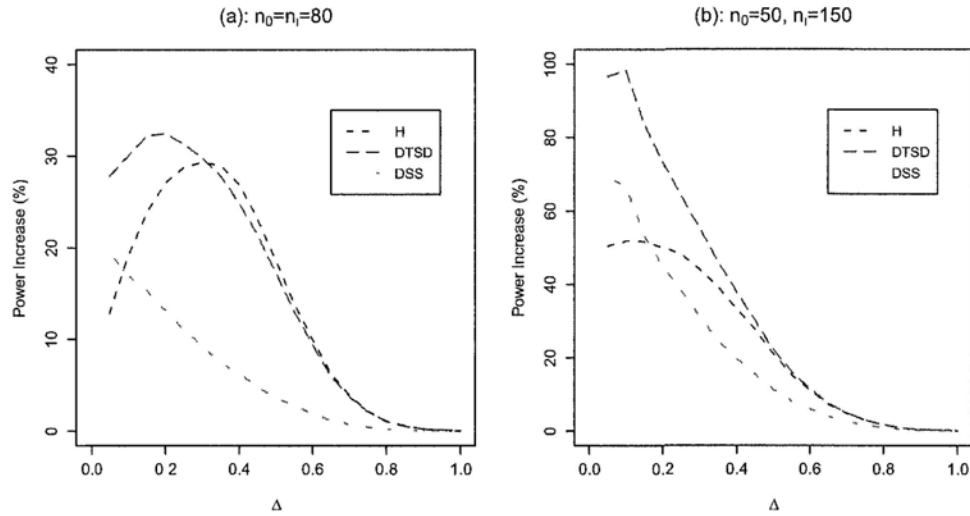 (a): n0=ni=80
40
30
20
10
0
Power Increase (%)
H
DTSD
DSS
0.0 0.2 0.4 0.6 0.8 1.0
Δ
(b): n0=50, ni=150
100
80
60
40
20
0
Power Increase (%)
H
DTSD
DSS
0.0 0.2 0.4 0.6 0.8 1.0
Δ